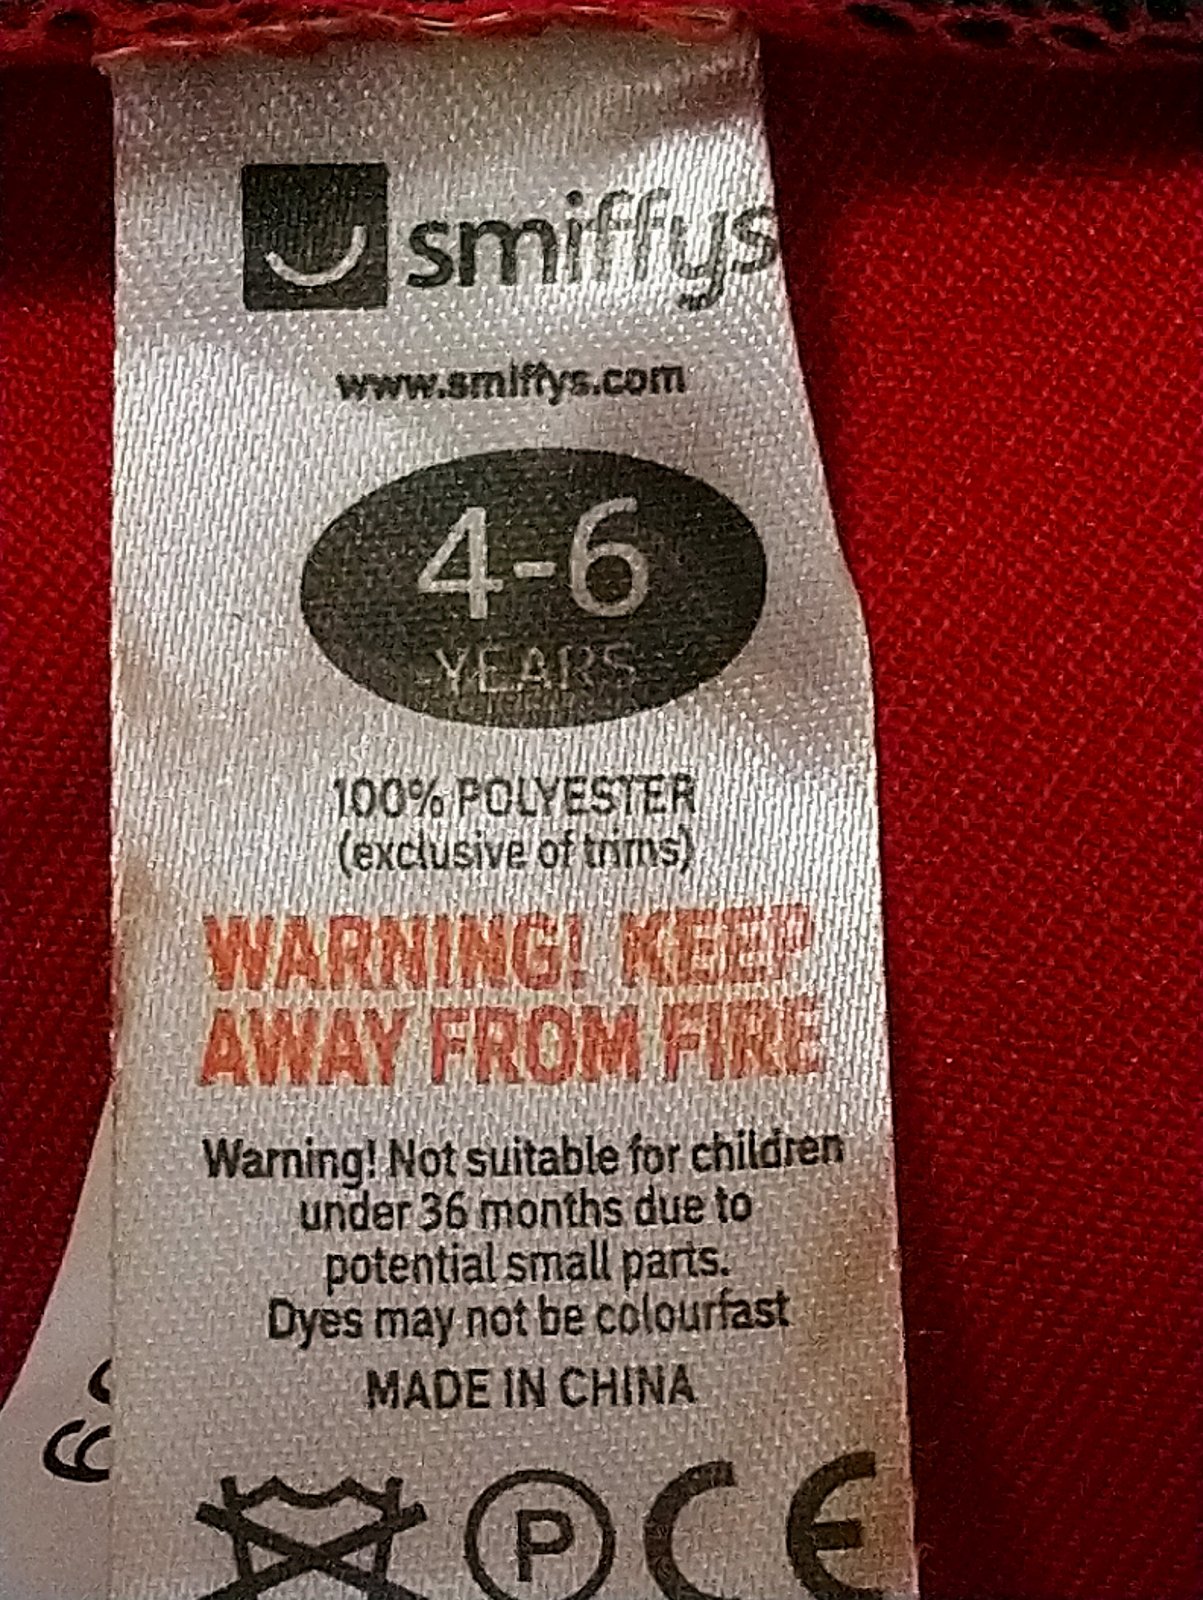 smiffys
www.smiffys.com
4-6
YEARS
100% POLYESTER
(exclusive of trims)
WARNING! KEEP
AWAY FROM FIRE
Warning! Not suitable for children
under 36 months due to
potential small parts.
Dyes may not be colourfast
MADE IN CHINA
P CE